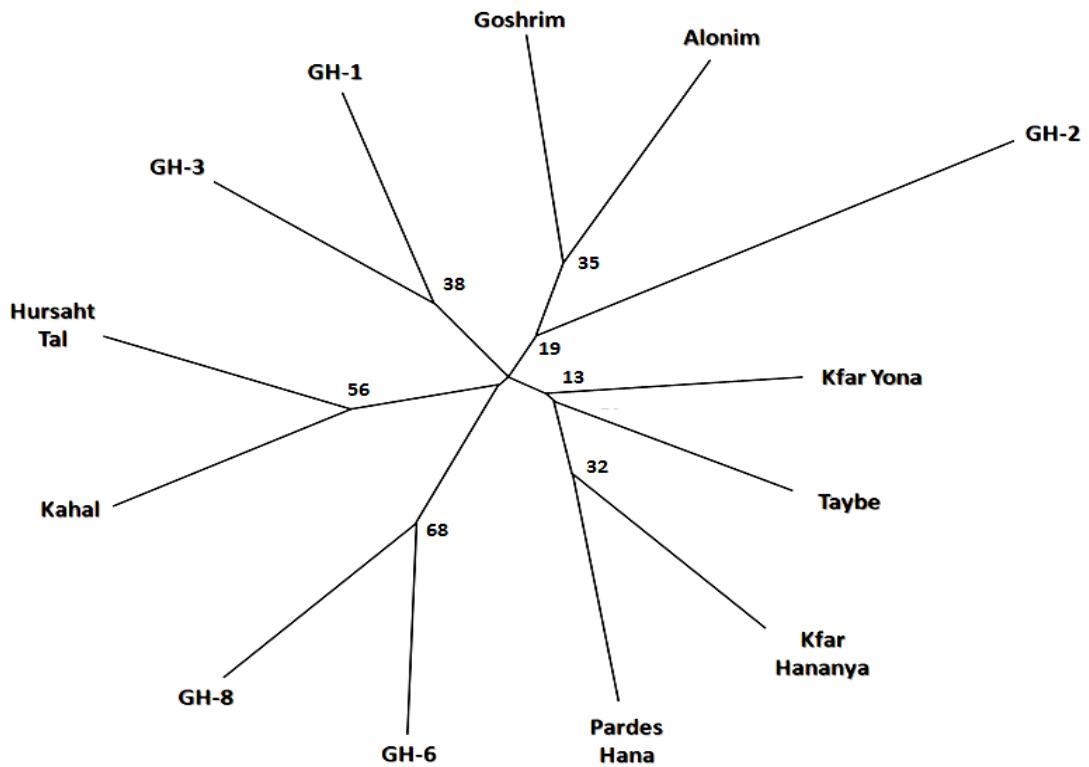 Goshrim
Alonim
GH-1
GH-2
GH-3
35
38
Hursaht
Tal
19
13
Kfar Yona
56
32
Kahal
Taybe
68
Kfar
Hananya
GH-8
Pardes
Hana
GH-6